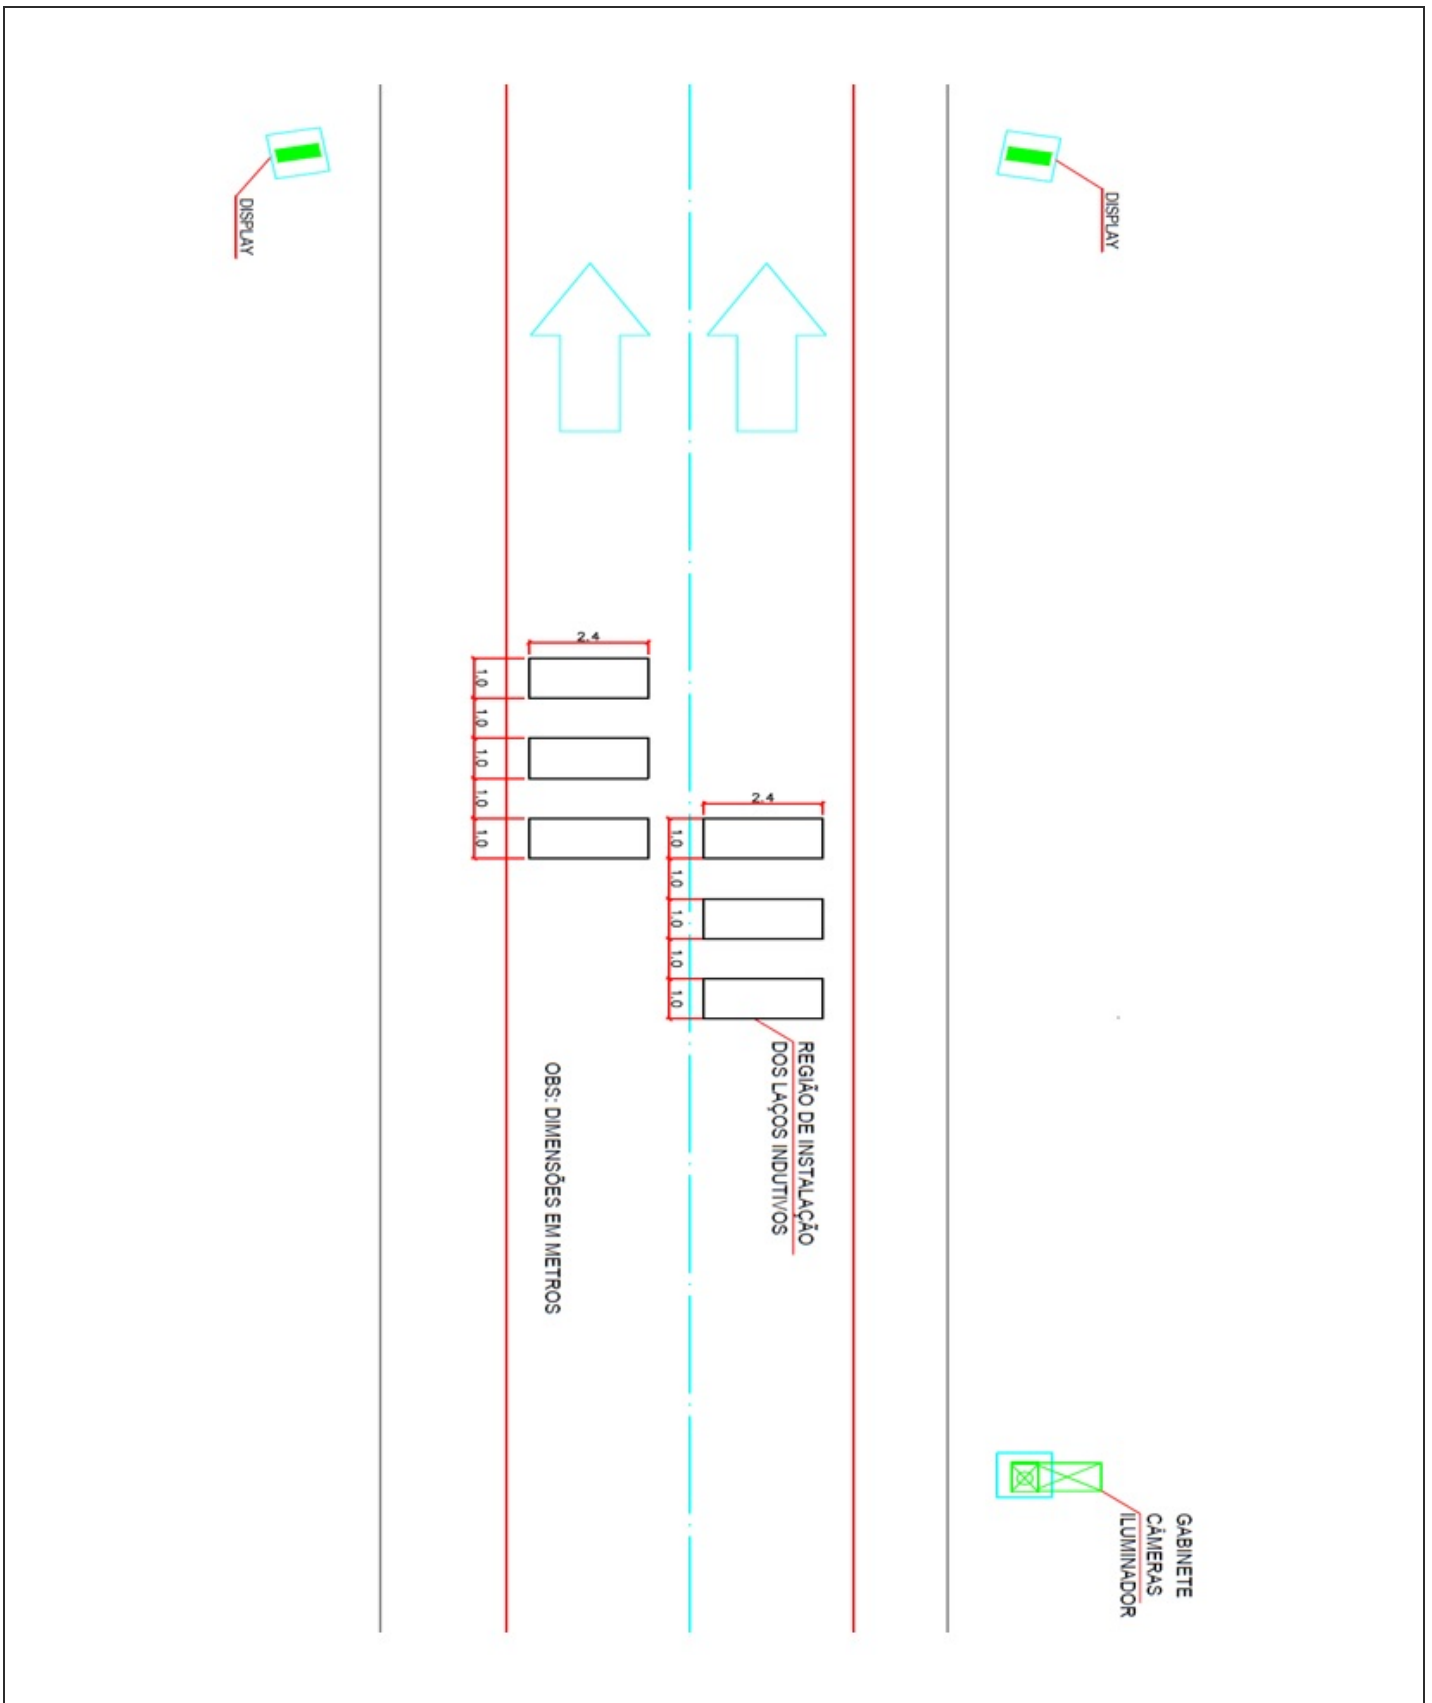 DISPLAY
DISPLAY
2.4
1,0
1,0
1,0
1,0
1,0
2.4
1,0
1,0
1,0
1,0
1,0
REGIÃO DE INSTALAÇÃO
DOS LAÇOS INDUTIVOS
OBS: DIMENSÕES EM METROS
GABINETE
CÂMERAS
ILUMINADOR